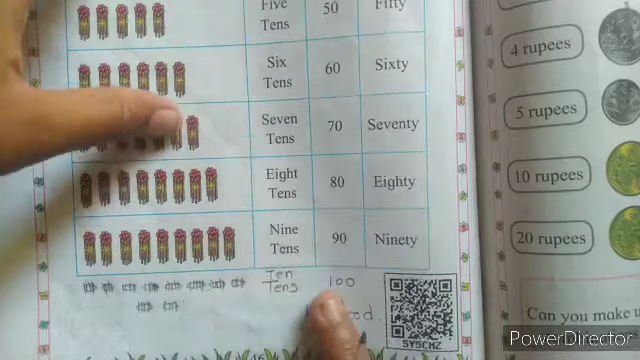 Five Tens 50 Fifty
Six Tens 60 Sixty
Seven Tens 70 Seventy
Eight Tens 80 Eighty
Nine Tens 90 Ninety
Ten Tens 100
SY5CMZ
4 rupees
5 rupees
10 rupees
20 rupees
Can you make
PowerDirector